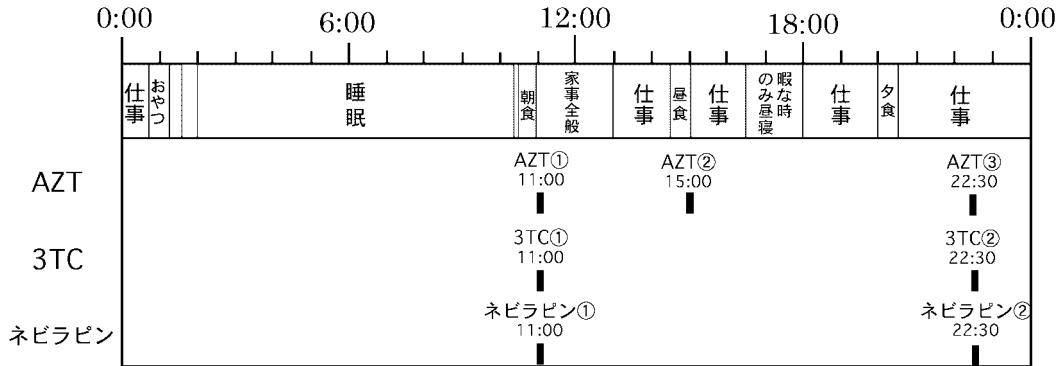 0:00 6:00 12:00 18:00 0:00
仕事 おやつ 睡眠 朝食 家事全般 仕事 昼食 仕事 暇な時のみ昼寝 仕事 夕食 仕事
AZT AZT① AZT② AZT③
11:00 15:00 22:30
3TC 3TC① 3TC②
11:00 22:30
ネビラピン ネビラピン① ネビラピン②
11:00 22:30